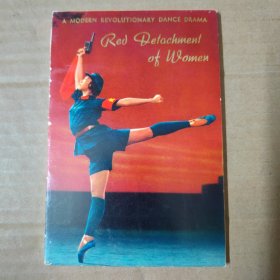 A MODERN REVOLUTIONARY DANCE DRAMA
Red Detachment
of Women